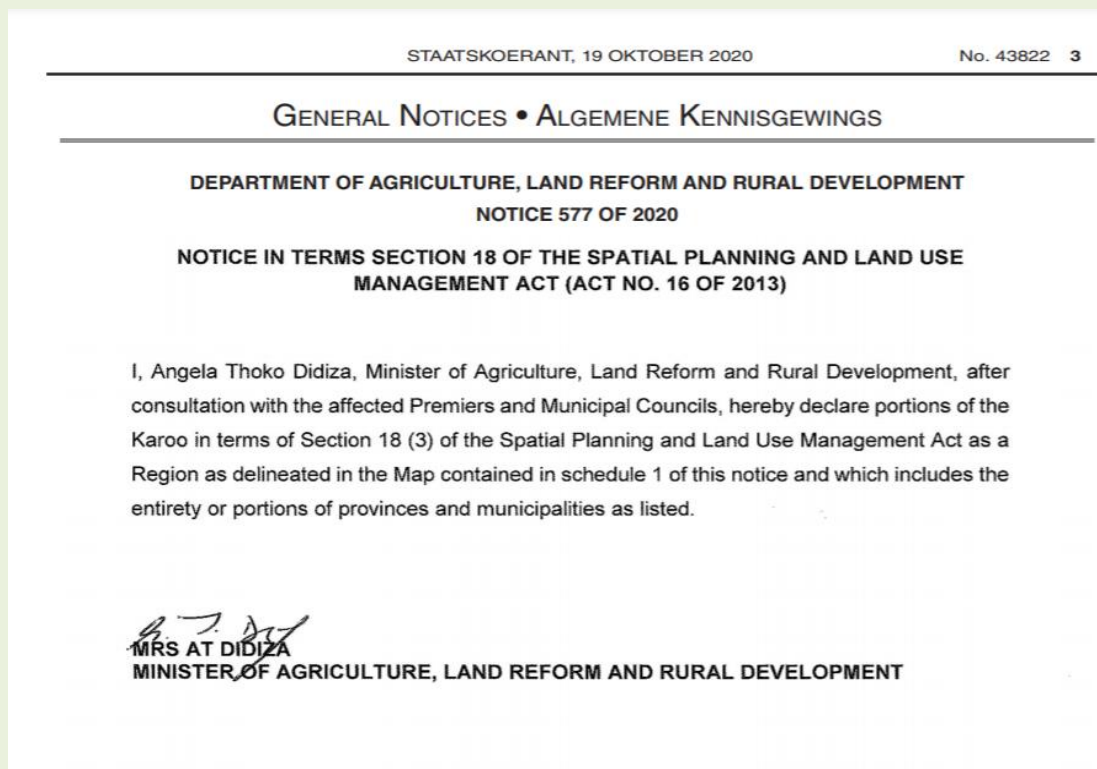 STAATSKOERANT, 19 OKTOBER 2020 No. 43822 3
GENERAL NOTICES • ALGEMENE KENNISGEWINGS
DEPARTMENT OF AGRICULTURE, LAND REFORM AND RURAL DEVELOPMENT
NOTICE 577 OF 2020
NOTICE IN TERMS SECTION 18 OF THE SPATIAL PLANNING AND LAND USE
MANAGEMENT ACT (ACT NO. 16 OF 2013)
I, Angela Thoko Didiza, Minister of Agriculture, Land Reform and Rural Development, after
consultation with the affected Premiers and Municipal Councils, hereby declare portions of the
Karoo in terms of Section 18 (3) of the Spatial Planning and Land Use Management Act as a
Region as delineated in the Map contained in schedule 1 of this notice and which includes the
entirety or portions of provinces and municipalities as listed.
MRS AT DIDIZA
MINISTER OF AGRICULTURE, LAND REFORM AND RURAL DEVELOPMENT